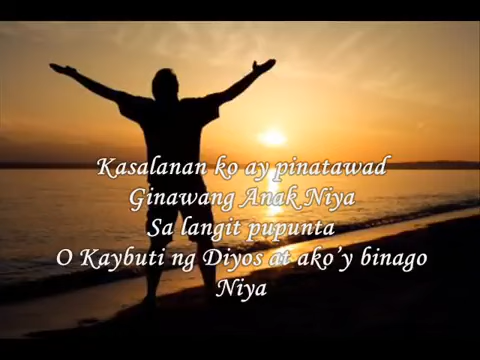 Kasalanan ko ay pinatawad
Ginawang Anak Niya
Sa langit pupunta
O Kaybuti ng Diyos at ako'y binago
Niya